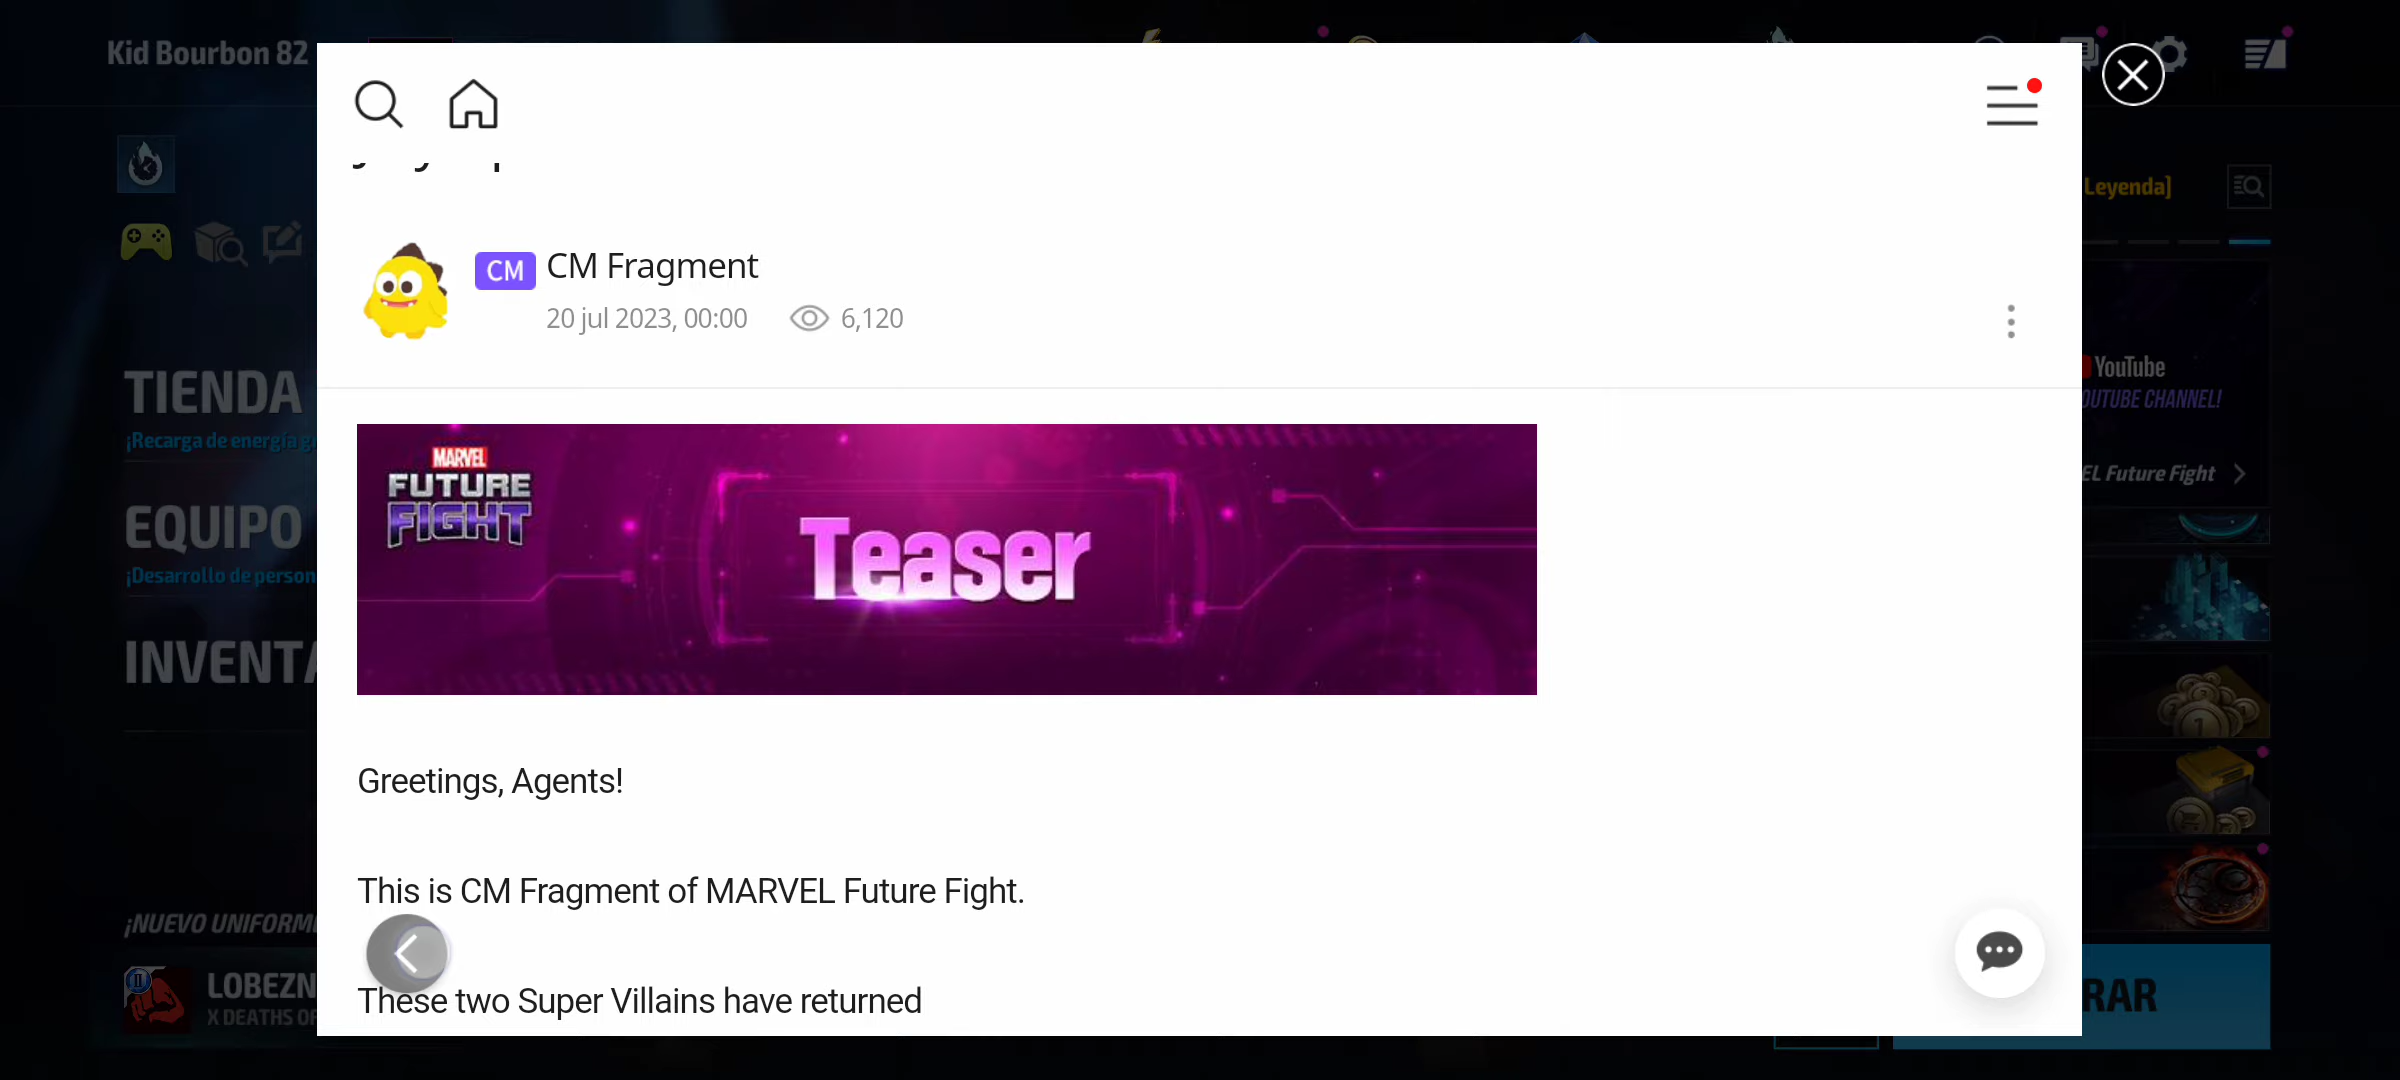 Kid Bourbon 82
CM CM Fragment
20 jul 2023, 00:00 6,120
MARVEL
FUTURE
FIGHT
Teaser
Greetings, Agents!
This is CM Fragment of MARVEL Future Fight.
These two Super Villains have returned
TIENDA
¡Recarga de energía
EQUIPO
¡Desarrollo de person
INVENTA
¡NUEVO UNIFORM
LOBEZN
X DEATHS OF
Leyenda]
YouTube
OUTUBE CHANNEL!
EL Future Fight
RAR